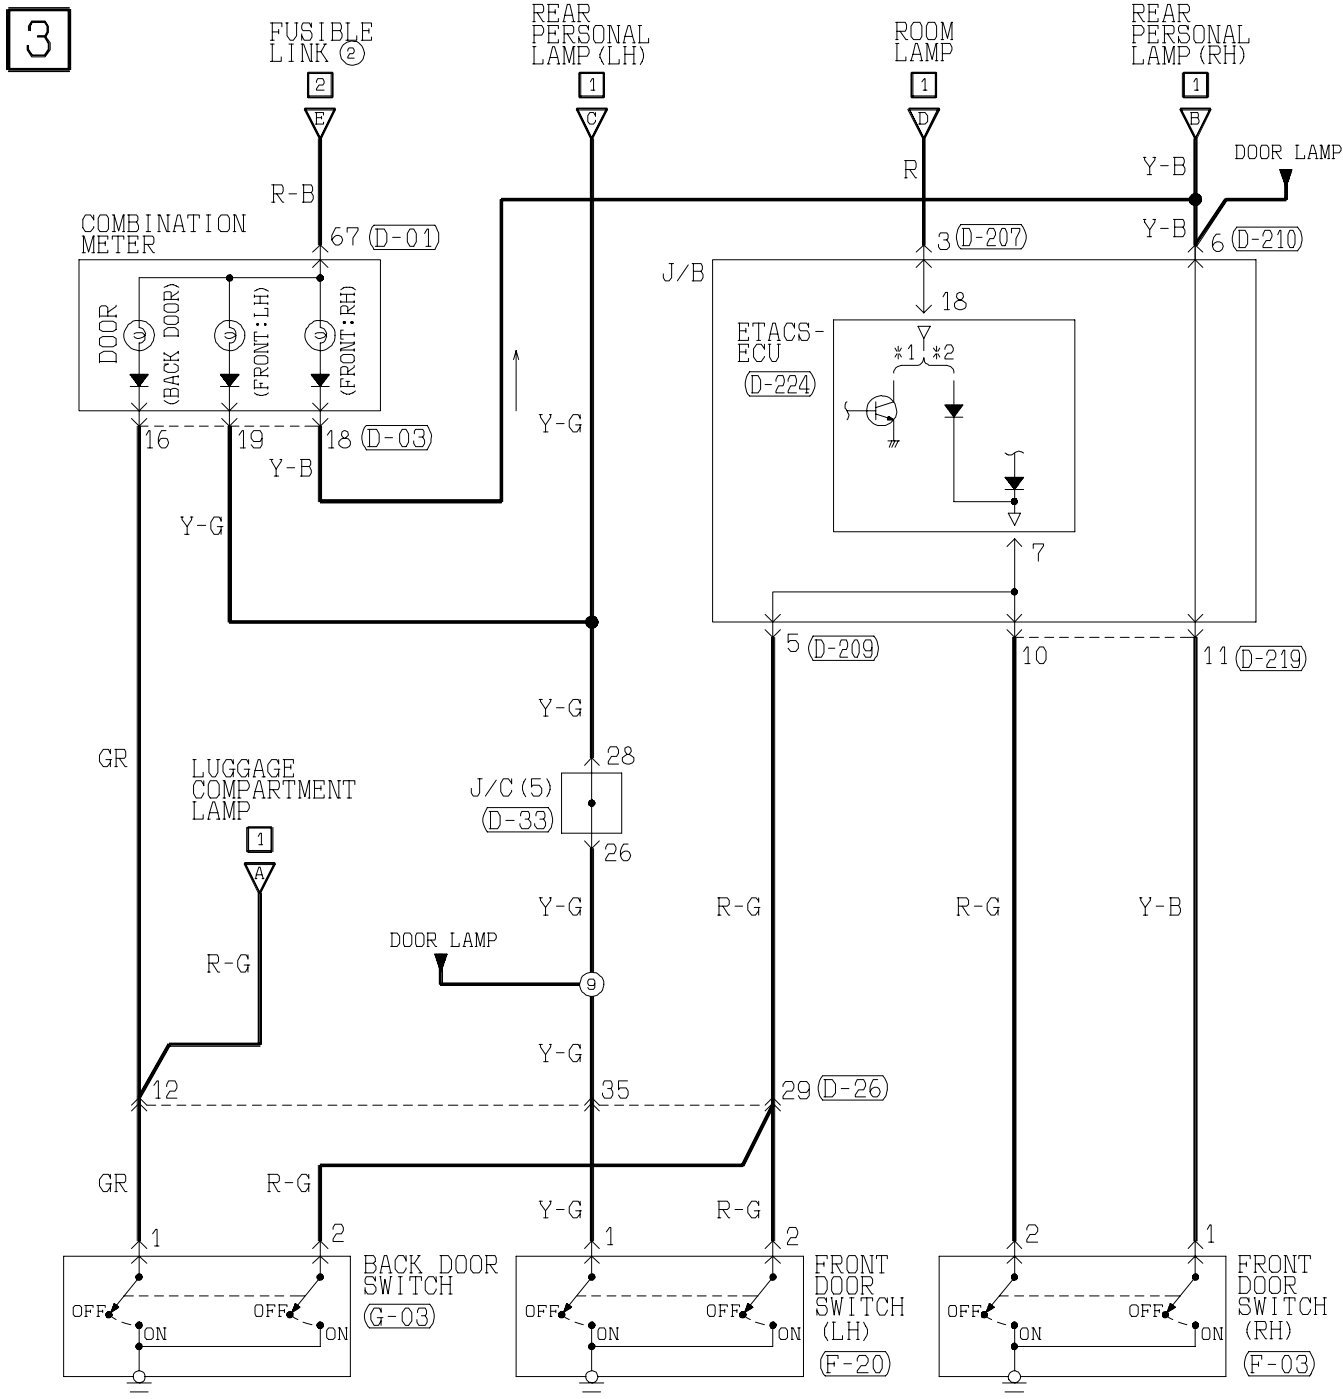 3
FUSIBLE
LINK ②
2
E
REAR
PERSONAL
LAMP (LH)
1
C
ROOM
LAMP
1
D
REAR
PERSONAL
LAMP (RH)
1
B
DOOR LAMP
R-B
R
Y-B
Y-B
COMBINATION
METER
67 (D-01)
3 (D-207)
6 (D-210)
J/B
DOOR
(BACK DOOR)
(FRONT:LH)
(FRONT:RH)
18
ETACS-
ECU
(D-224)
*1 *2
16
19
18 (D-03)
Y-G
Y-B
Y-G
7
5 (D-209)
10
11 (D-219)
Y-G
GR
28
J/C (5)
(D-33)
26
LUGGAGE
COMPARTMENT
LAMP
1
A
Y-G
R-G
R-G
Y-B
DOOR LAMP
R-G
9
Y-G
12
35
29 (D-26)
GR
R-G
Y-G
R-G
1
2
1
2
2
1
BACK DOOR
SWITCH
(G-03)
OFF
ON
OFF
ON
FRONT
DOOR
SWITCH
(LH)
(F-20)
OFF
ON
OFF
ON
FRONT
DOOR
SWITCH
(RH)
(F-03)
OFF
ON
OFF
ON